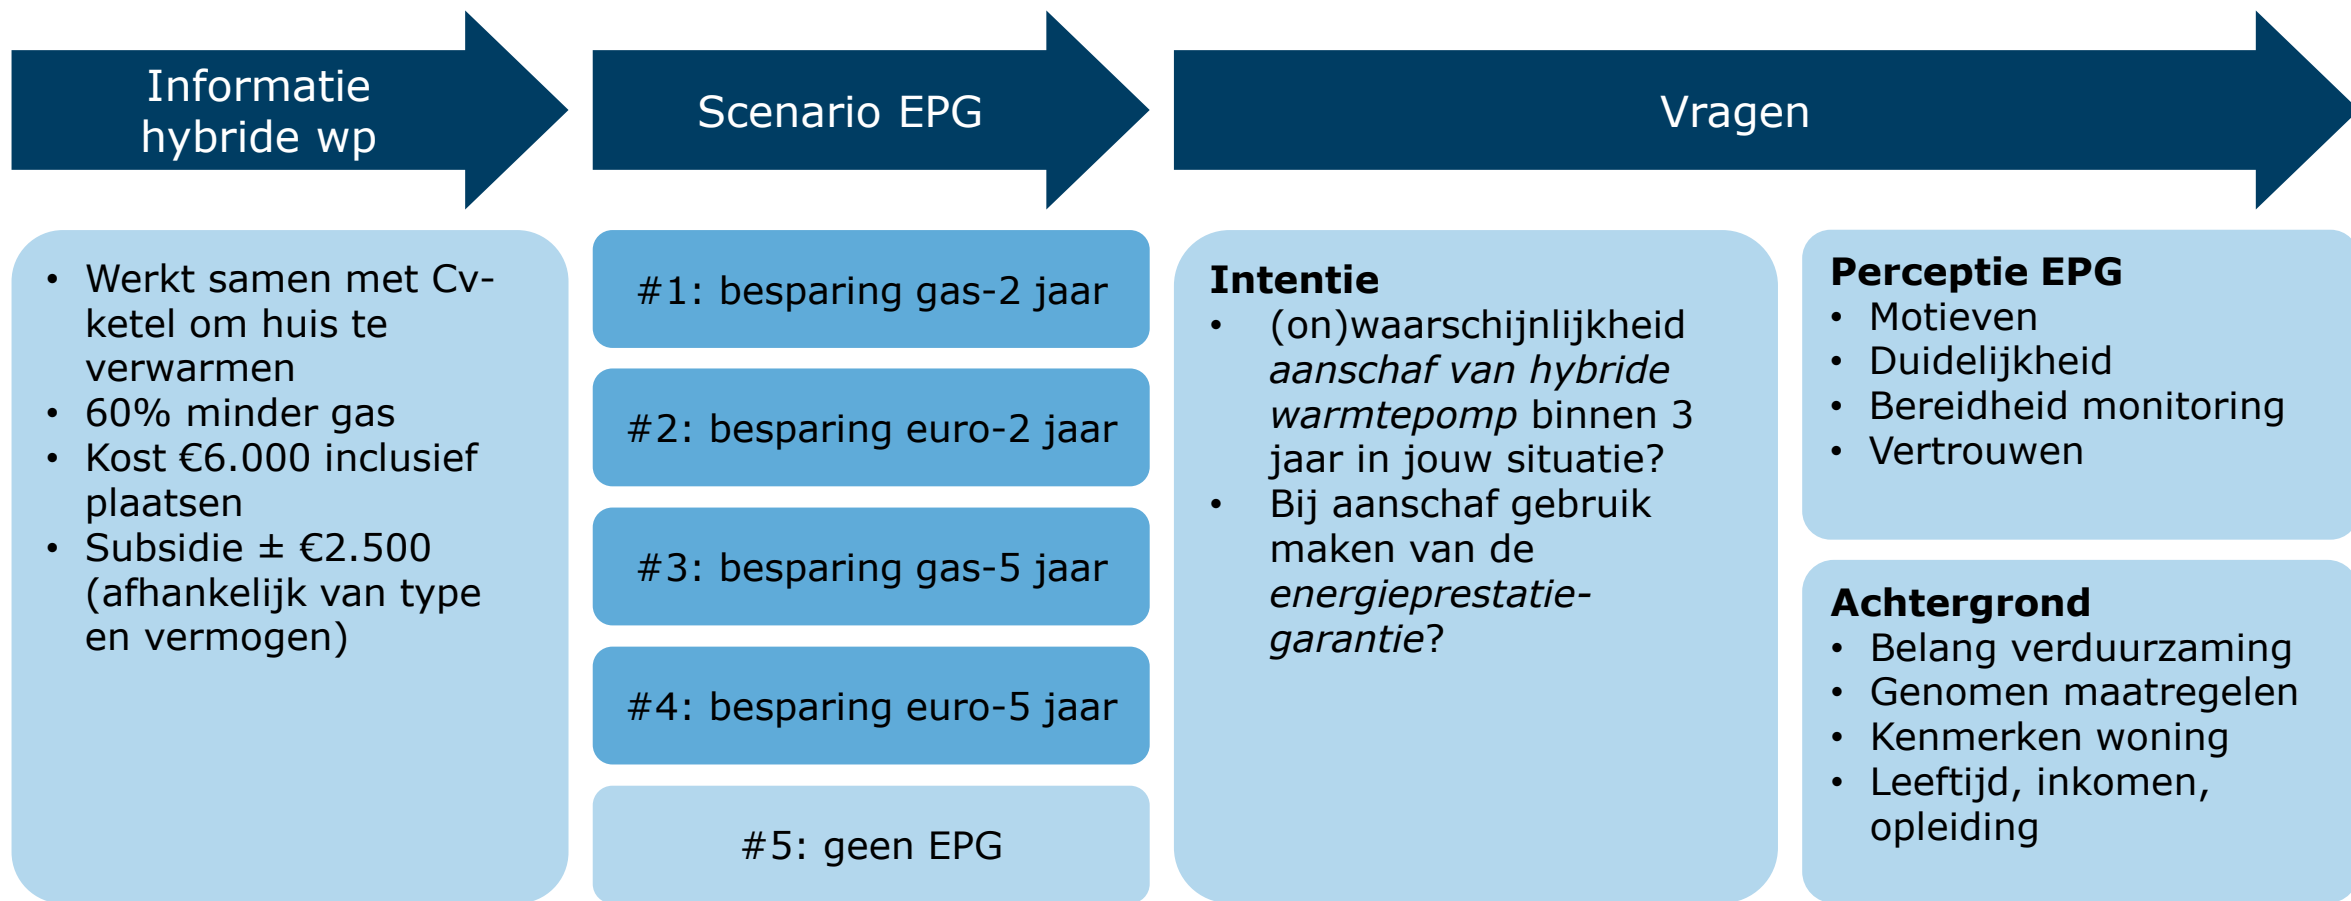 Informatie
hybride wp
Scenario EPG
Vragen
• Werkt samen met Cv-
ketel om huis te
verwarmen
• 60% minder gas
• Kost €6.000 inclusief
plaatsen
• Subsidie ± €2.500
(afhankelijk van type
en vermogen)
#1: besparing gas-2 jaar
#2: besparing euro-2 jaar
#3: besparing gas-5 jaar
#4: besparing euro-5 jaar
#5: geen EPG
Intentie
• (on)waarschijnlijkheid
aanschaf van hybride
warmtepomp binnen 3
jaar in jouw situatie?
• Bij aanschaf gebruik
maken van de
energieprestatie-
garantie?
Perceptie EPG
• Motieven
• Duidelijkheid
• Bereidheid monitoring
• Vertrouwen
Achtergrond
• Belang verduurzaming
• Genomen maatregelen
• Kenmerken woning
• Leeftijd, inkomen,
opleiding